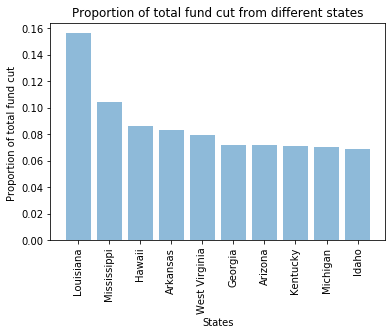 Proportion of total fund cut from different states
Proportion of total fund cut
0.16
0.14
0.12
0.10
0.08
0.06
0.04
0.02
0.00
Louisiana
Mississippi
Hawaii
Arkansas
West Virginia
Georgia
Arizona
Kentucky
Michigan
Idaho
States